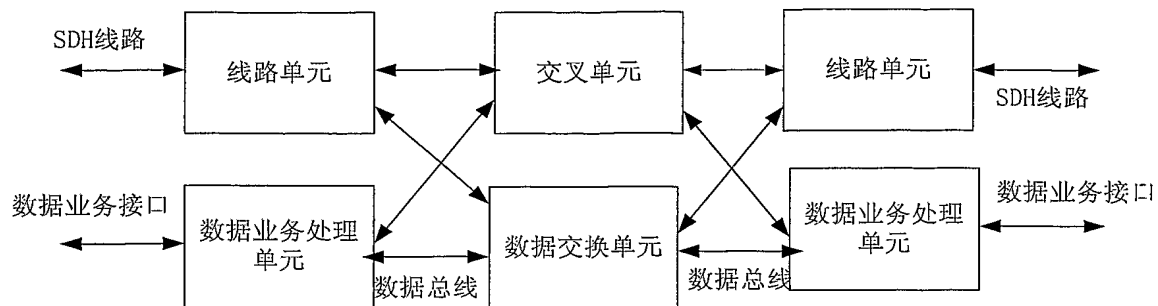 SDH线路
线路单元
交叉单元
线路单元
SDH线路
数据业务接口
数据业务处理
单元
数据总线
数据交换单元
数据总线
数据业务处理
单元
数据业务接口